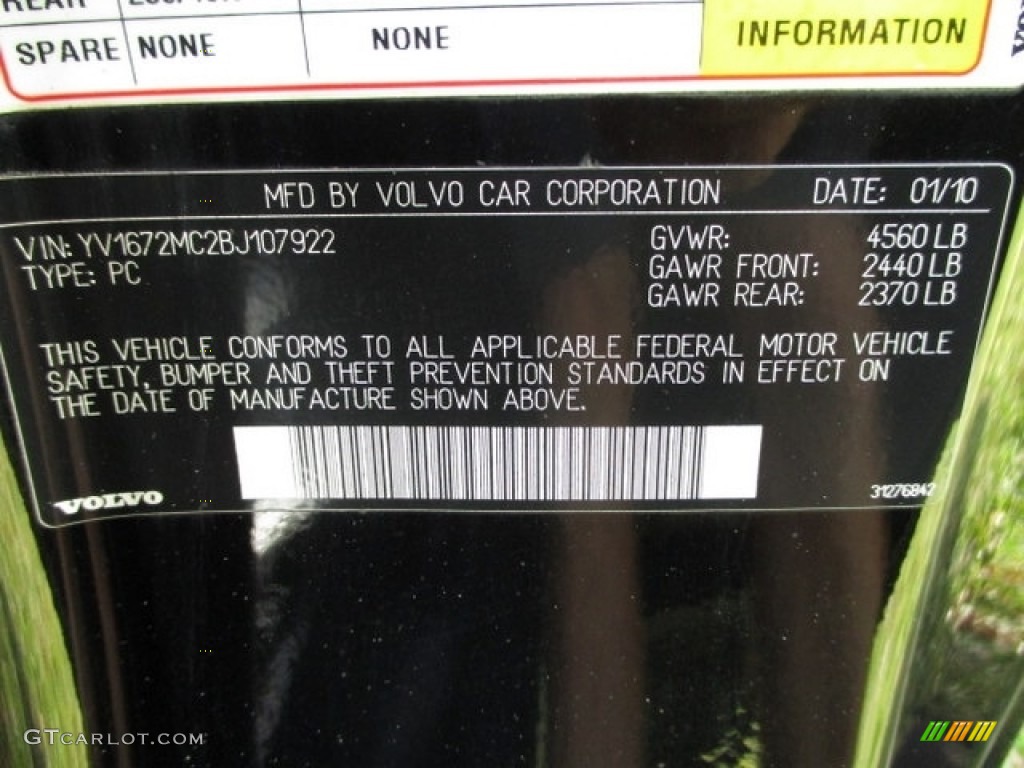 SPARE NONE NONE INFORMATION
MFD BY VOLVO CAR CORPORATION DATE: 01/10
VIN: YV1672MC2BJ107922 GVWR: 4560 LB
TYPE: PC GAWR FRONT: 2440 LB
GAWR REAR: 2370 LB
THIS VEHICLE CONFORMS TO ALL APPLICABLE FEDERAL MOTOR VEHICLE
SAFETY, BUMPER AND THEFT PREVENTION STANDARDS IN EFFECT ON
THE DATE OF MANUFACTURE SHOWN ABOVE.
VOLVO 31276842
GTCARLOT.COM